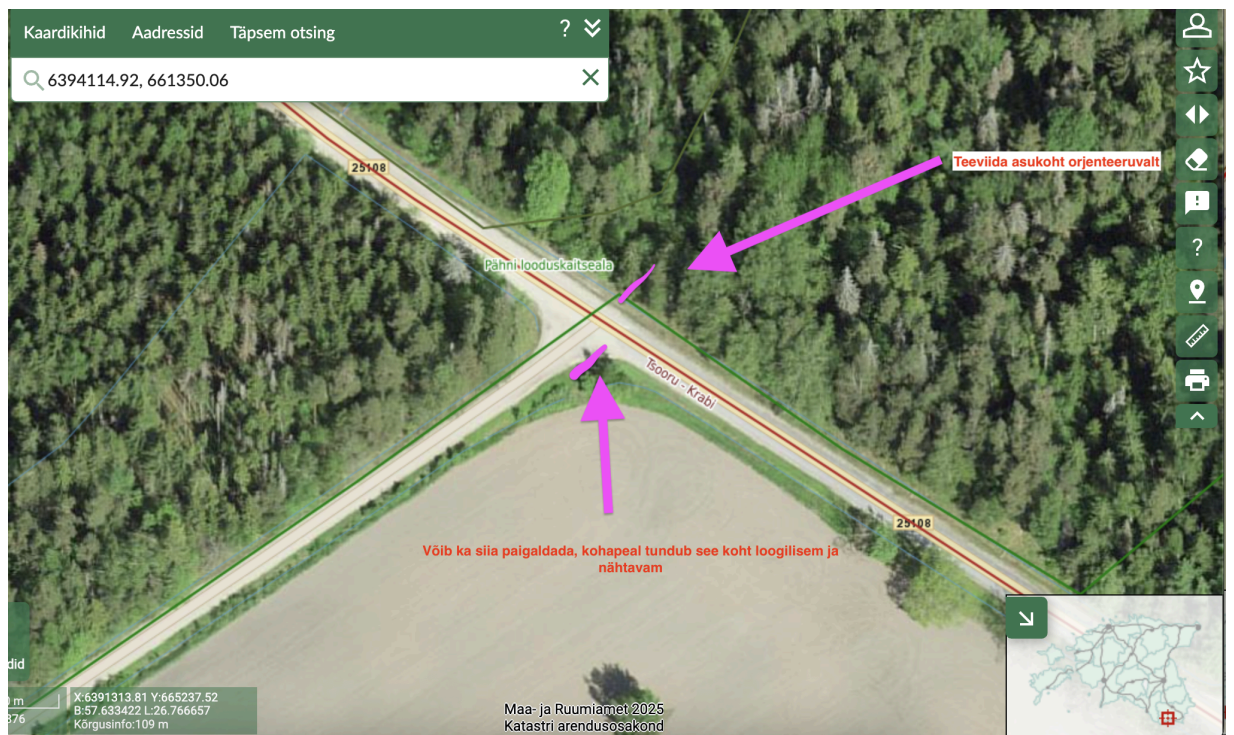 Kaardikihid Aadressid Täpsem otsing ?
6394114.92, 661350.06
25108
Teeviida asukoht orjenteeruvalt
?
Pähni looduskaitseala
Tsooru - Krabi
25108
Võib ka siia paigaldada, kohapeal tundub see koht loogilisem ja
nähtavam
did
m
376
X:6391313.81 Y:665237.52
B:57.633422 L:26.766657
Kõrgusinfo:109 m
Maa- ja Ruumiamet 2025
Katastri arendusosakond